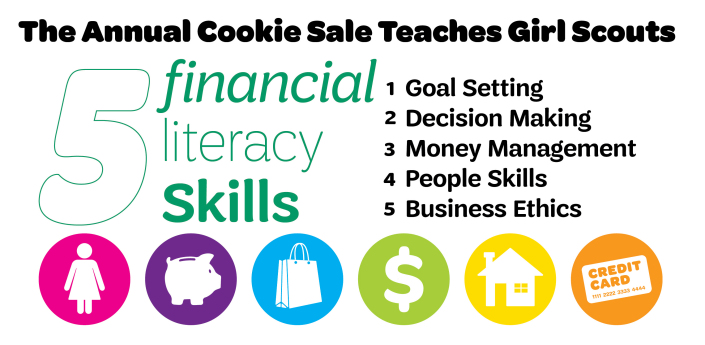 The Annual Cookie Sale Teaches Girl Scouts
5
financial
literacy
Skills
1 Goal Setting
2 Decision Making
3 Money Management
4 People Skills
5 Business Ethics
CREDIT
CARD
1111 2222 3333 4444